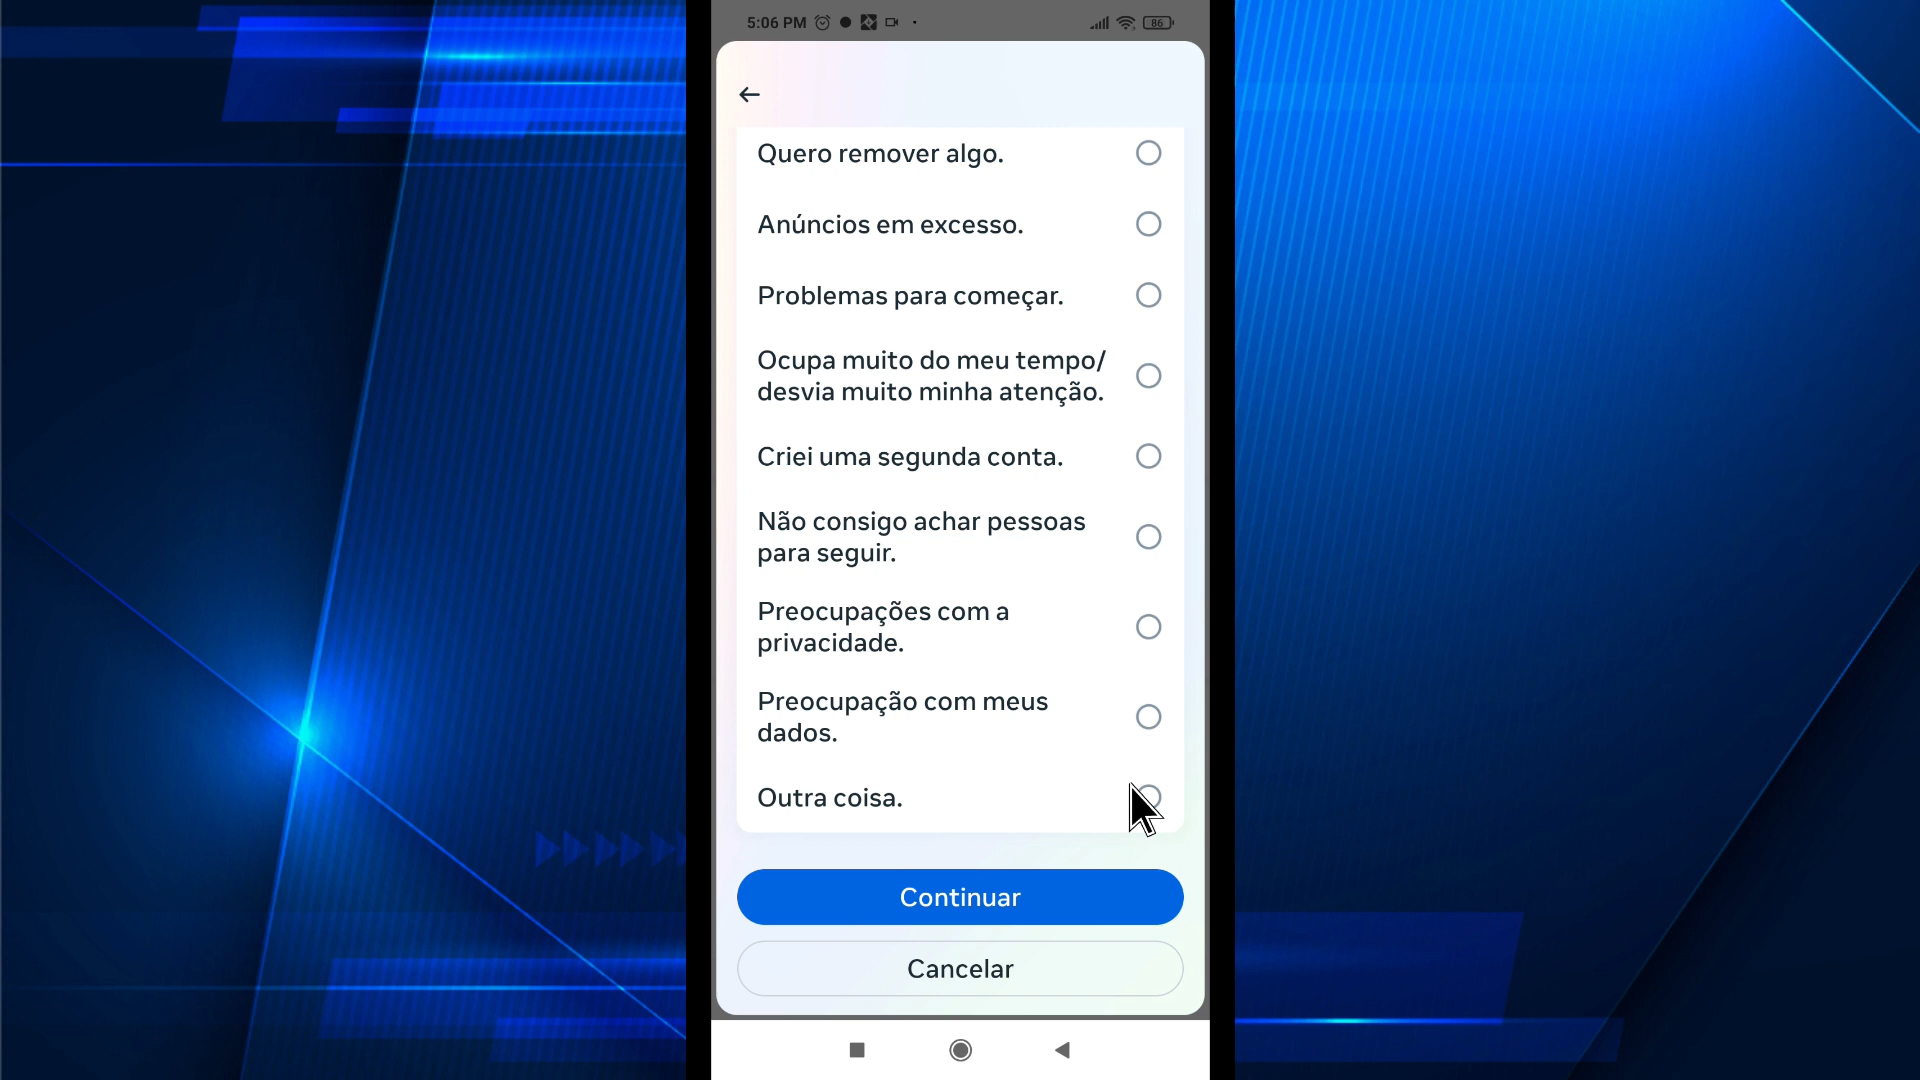 5:06 PM
86
Quero remover algo.
Anúncios em excesso.
Problemas para começar.
Ocupa muito do meu tempo/
desvia muito minha atenção.
Criei uma segunda conta.
Não consigo achar pessoas
para seguir.
Preocupações com a
privacidade.
Preocupação com meus
dados.
Outra coisa.
Continuar
Cancelar